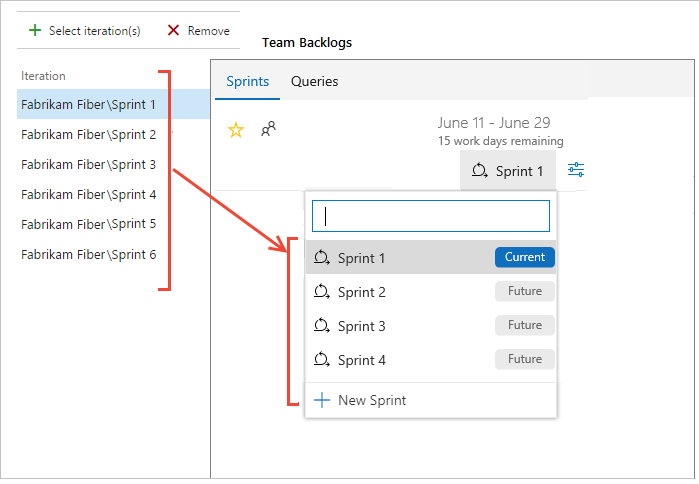 Select iteration(s)
Remove
Team Backlogs
Iteration
Fabrikam Fiber\Sprint 1
Fabrikam Fiber\Sprint 2
Fabrikam Fiber\Sprint 3
Fabrikam Fiber\Sprint 4
Fabrikam Fiber\Sprint 5
Fabrikam Fiber\Sprint 6
Sprints
Queries
June 11 - June 29
15 work days remaining
Sprint 1
Sprint 1 Current
Sprint 2 Future
Sprint 3 Future
Sprint 4 Future
New Sprint